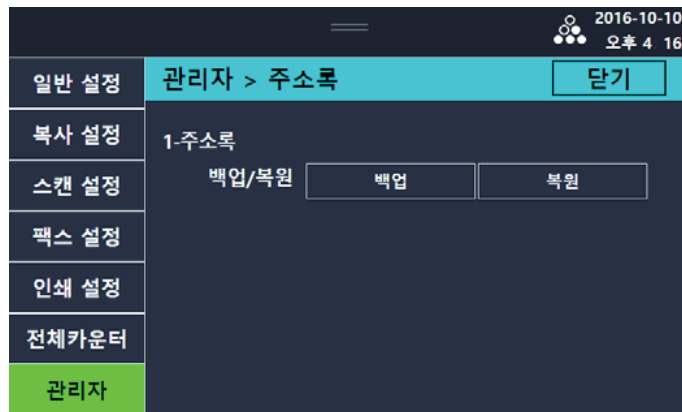 2016-10-10
오후 4 16
일반 설정
관리자 > 주소록
닫기
복사 설정
1-주소록
스캔 설정
백업/복원
백업
복원
팩스 설정
인쇄 설정
전체카운터
관리자